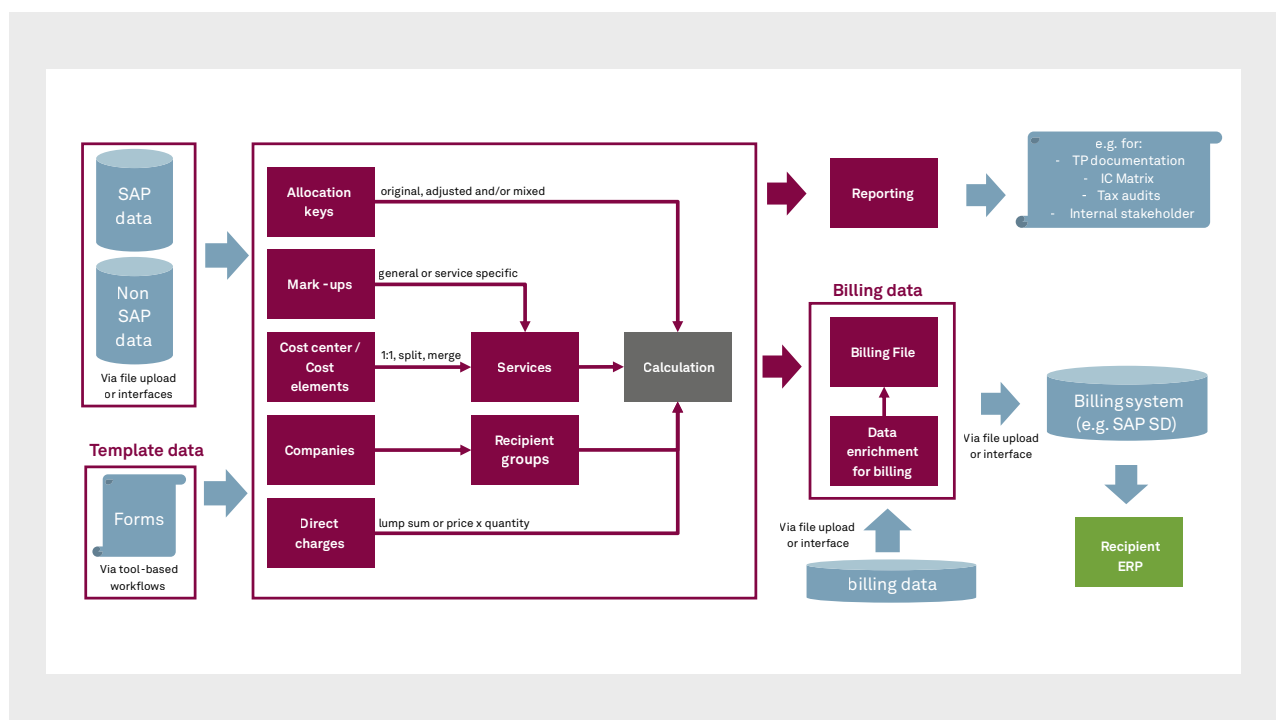 SAP
data
Non
SAP
data
Via file upload
or interfaces
Template data
Forms
Via tool-based
workflows
Allocation
keys
original, adjusted and/or mixed
Mark -ups
general or service specific
Cost center /
Cost
elements
1:1, split, merge
Services
Calculation
Companies
Recipient
groups
Direct
charges
lump sum or price x quantity
Reporting
e.g. for:
- TP documentation
- IC Matrix
- Tax audits
- Internal stakeholder
Billing data
Billing File
Data
enrichment
for billing
Via file upload
or interface
billing data
Via file upload
or interface
Billingsystem
(e.g. SAP SD)
Recipient
ERP